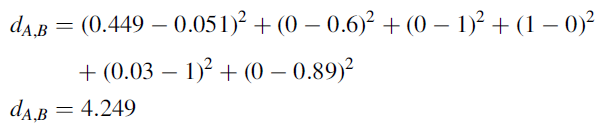 d_{A,B} = (0.449 − 0.051)² + (0 − 0.6)² + (0 − 1)² + (1 − 0)²
+ (0.03 − 1)² + (0 − 0.89)²
d_{A,B} = 4.249